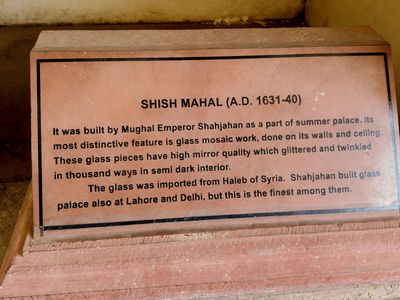 SHISH MAHAL (A.D. 1631-40)
It was built by Mughal Emperor Shahjahan as a part of summer palace. Its
most distinctive feature is glass mosaic work, done on its walls and ceiling.
These glass pieces have high mirror quality which glittered and twinkled
in thousand ways in semi dark interior.
The glass was imported from Haleb of Syria. Shahjahan built glass
palace also at Lahore and Delhi, but this is the finest among them.